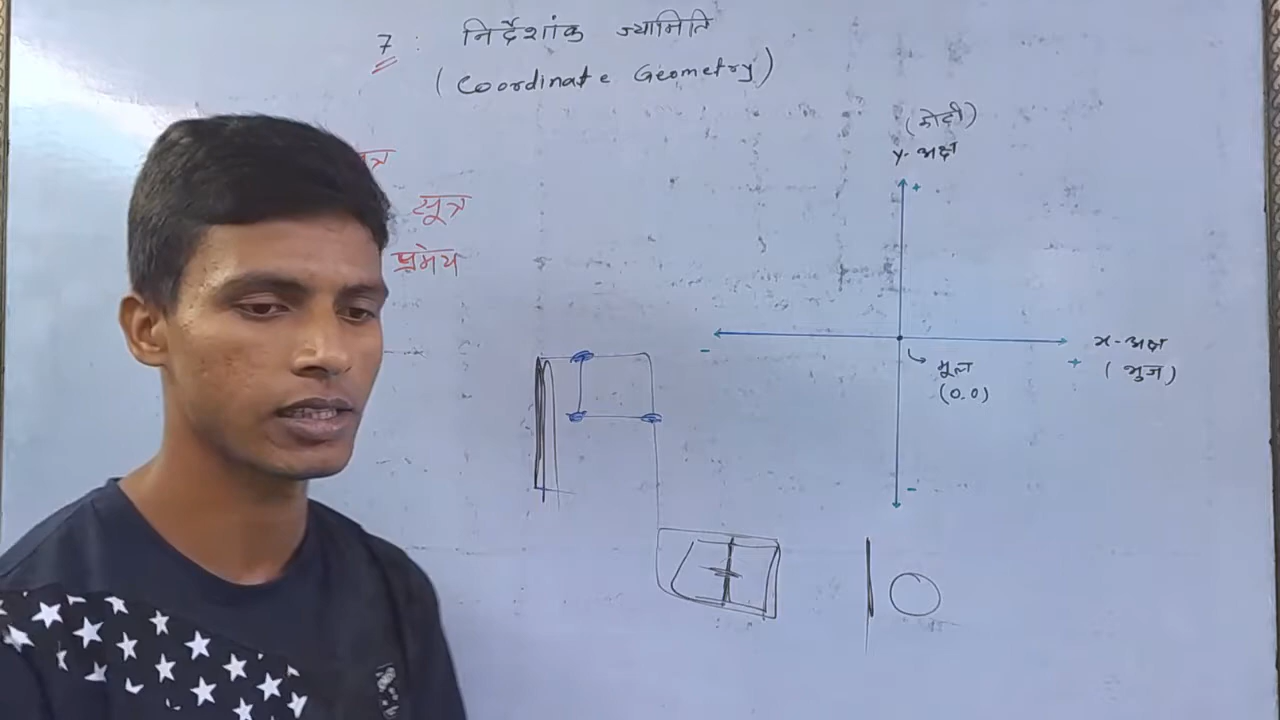 7 : निर्देशांक ज्यामिति
(Coordinate Geometry)
सूत्र
प्रमेय
(कोटी)
y-अक्ष
+
-
x-अक्ष
+
(भुज)
मूल
(0.0)
-